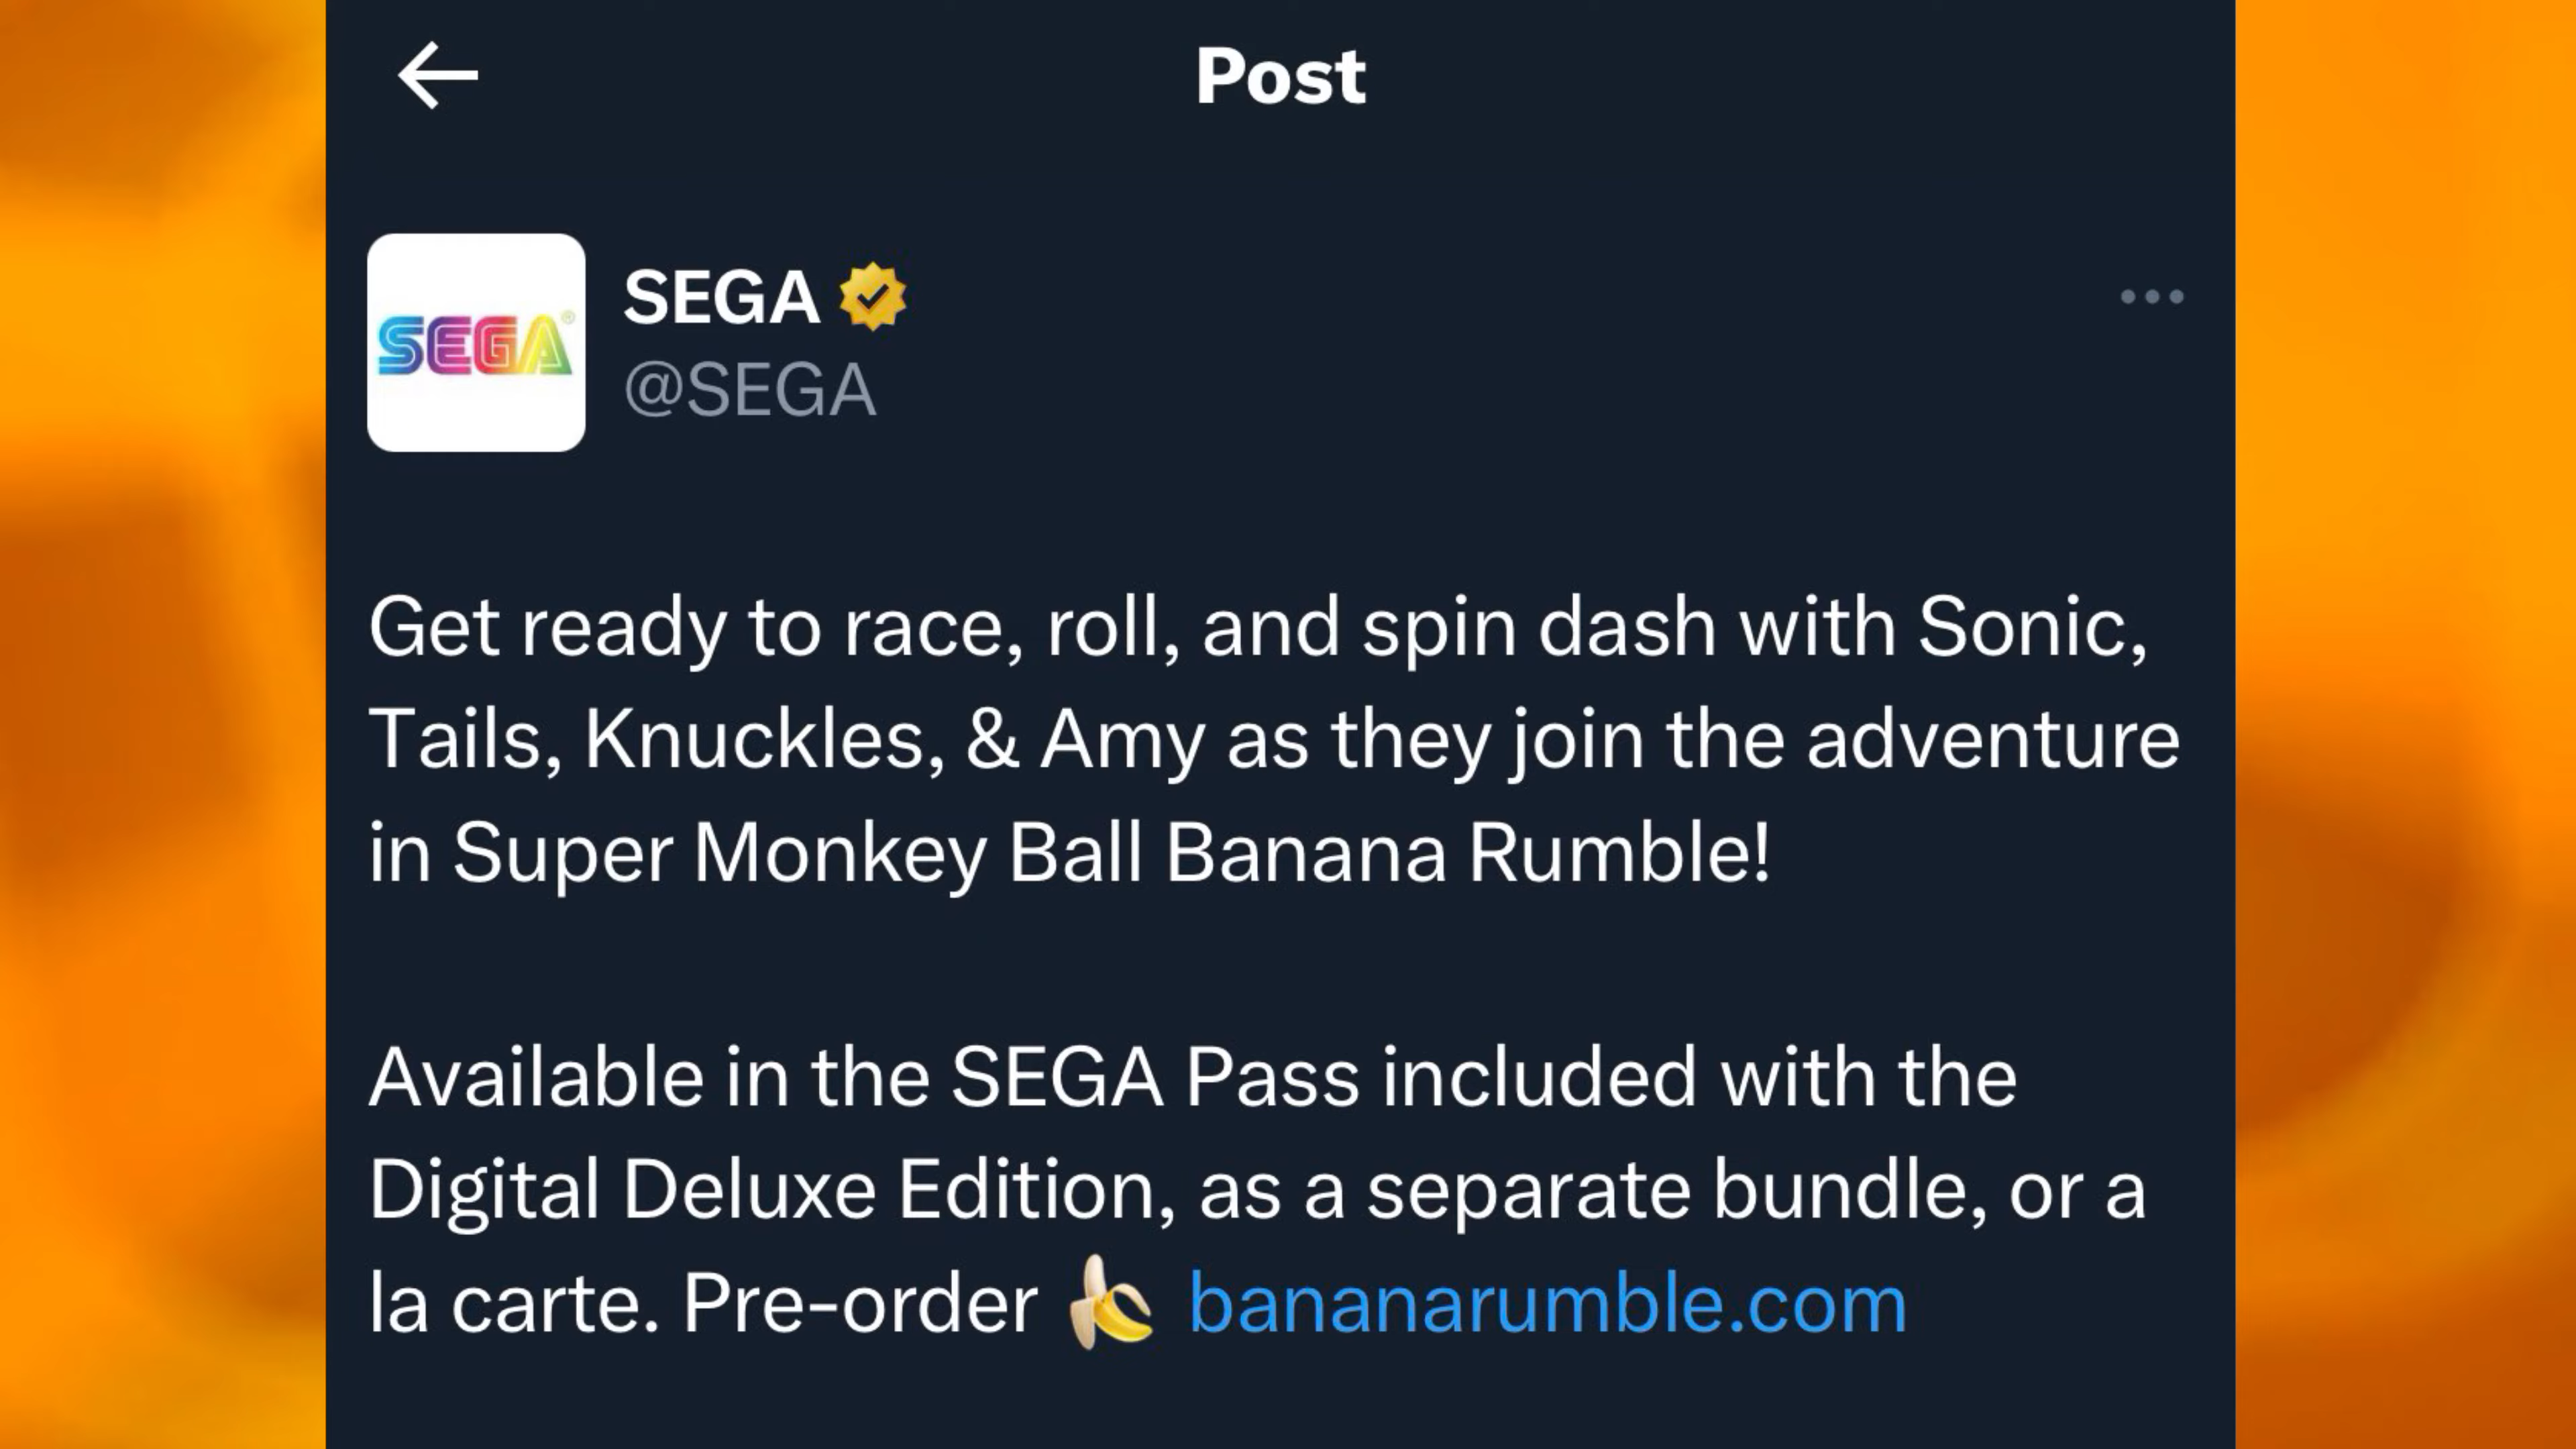 Post
SEGA®
SEGA
@SEGA
Get ready to race, roll, and spin dash with Sonic,
Tails, Knuckles, & Amy as they join the adventure
in Super Monkey Ball Banana Rumble!
Available in the SEGA Pass included with the
Digital Deluxe Edition, as a separate bundle, or a
la carte. Pre-order 🍌 bananarumble.com